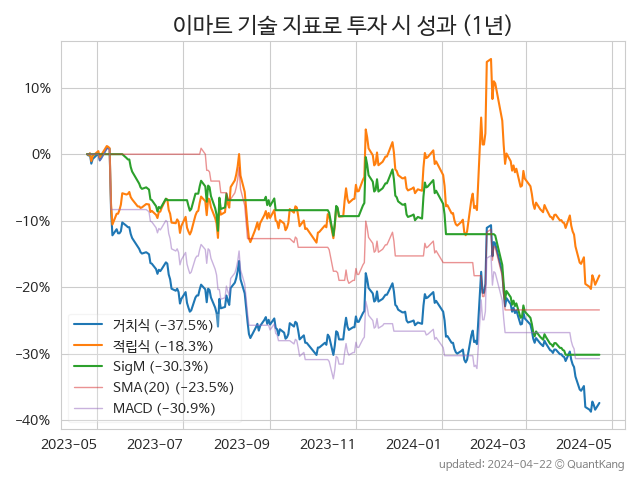 이마트 기술 지표로 투자 시 성과 (1년)
10%
0%
−10%
−20%
−30%
−40%
거치식 (−37.5%)
적립식 (−18.3%)
SigM (−30.3%)
SMA(20) (−23.5%)
MACD (−30.9%)
2023-05 2023-07 2023-09 2023-11 2024-01 2024-03 2024-05
updated: 2024-04-22 © QuantKang